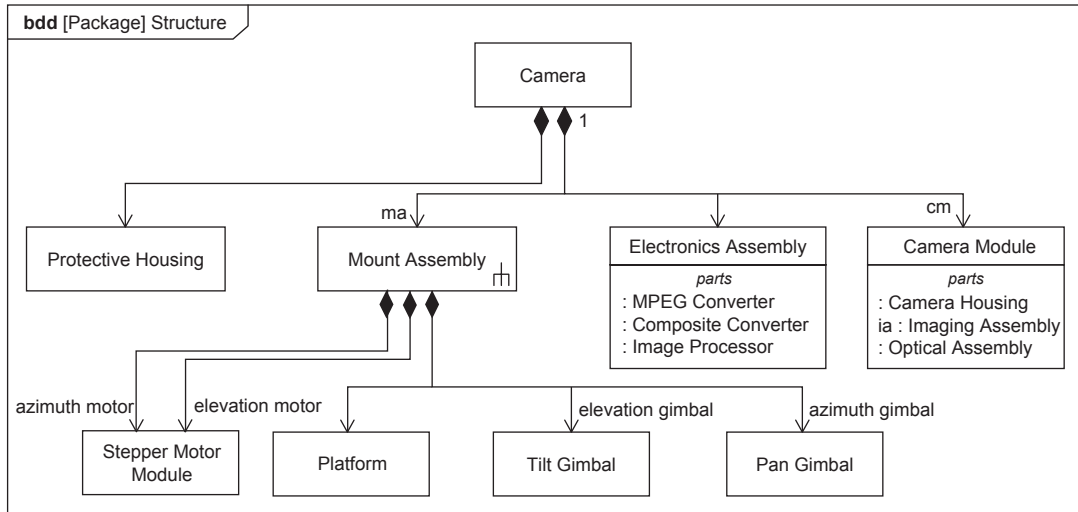 bdd [Package] Structure
Camera
1
ma
cm
Protective Housing
Mount Assembly
Electronics Assembly
parts
: MPEG Converter
: Composite Converter
: Image Processor
Camera Module
parts
: Camera Housing
ia : Imaging Assembly
: Optical Assembly
azimuth motor
elevation motor
elevation gimbal
azimuth gimbal
Stepper Motor
Module
Platform
Tilt Gimbal
Pan Gimbal